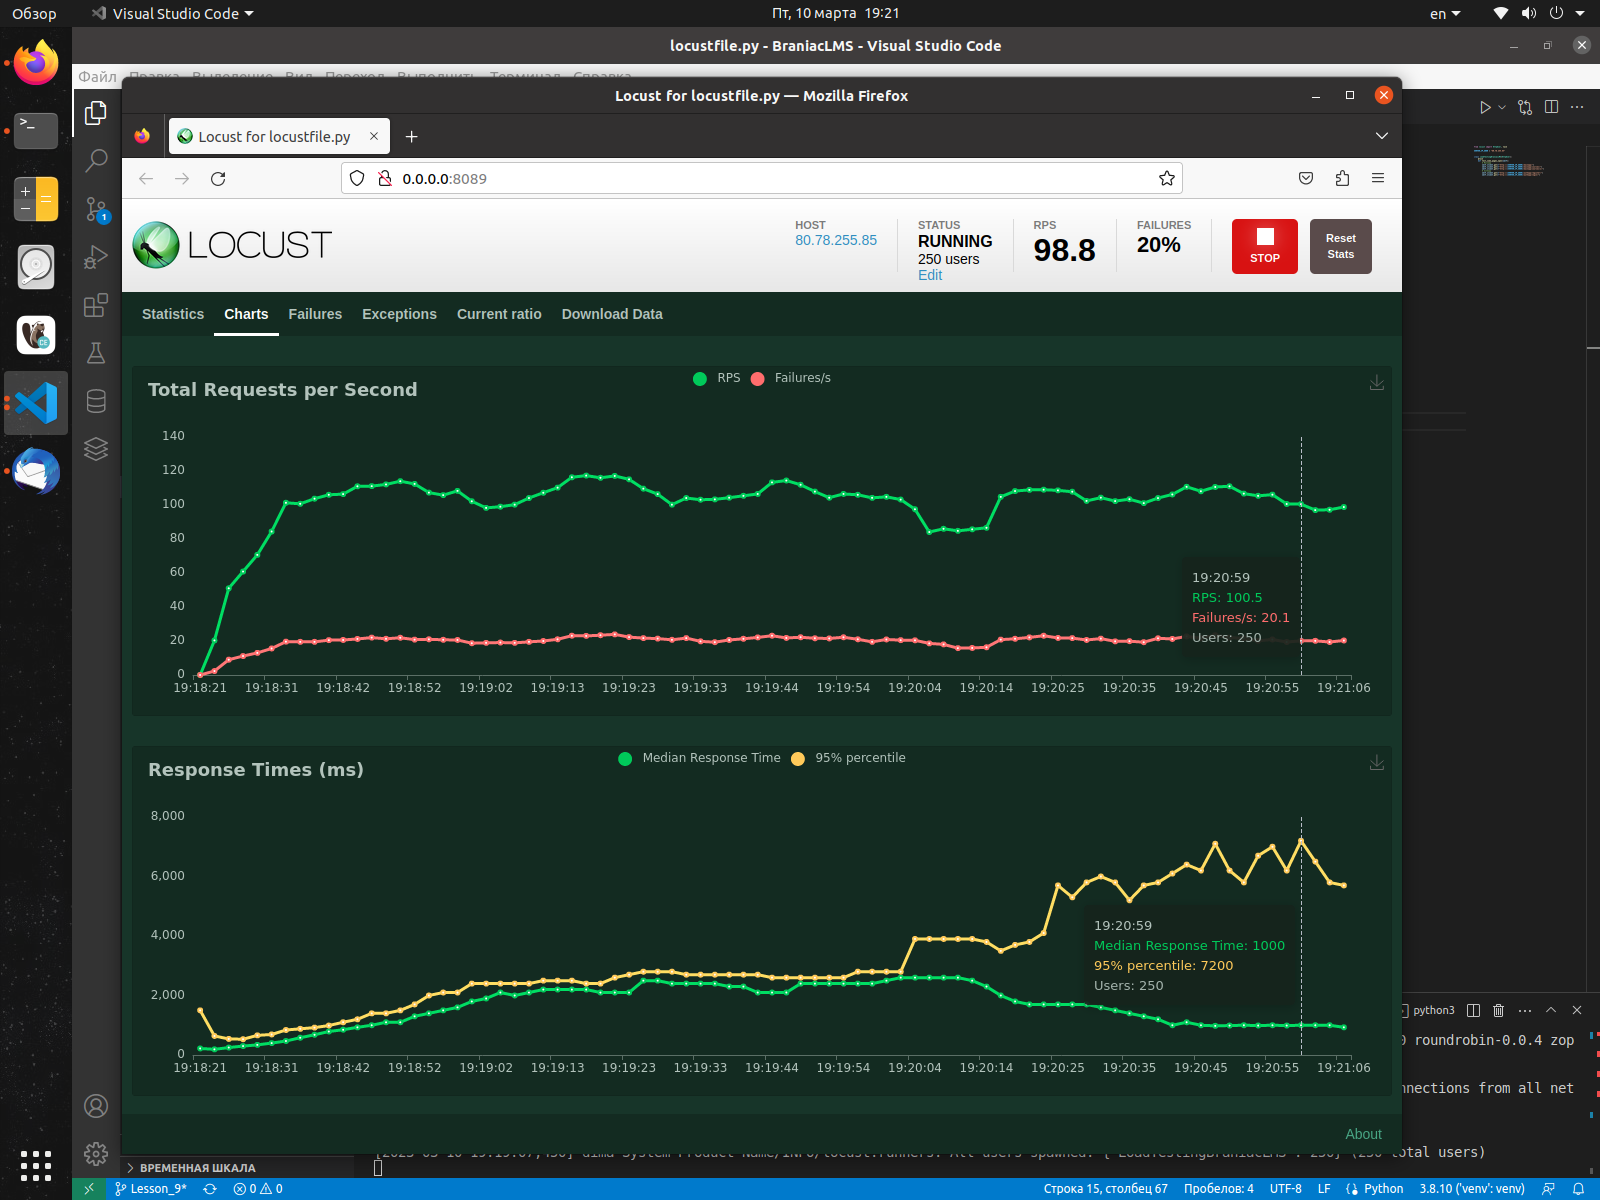 Обзор
Visual Studio Code
Пт, 10 марта 19:21
en
locustfile.py - BraniacLMS - Visual Studio Code
Файл Правка Выделение Вид Переход Выполнить Терминал Справка
Locust for locustfile.py — Mozilla Firefox
Locust for locustfile.py
0.0.0.0:8089
LOCUST
HOST
80.78.255.85
STATUS
RUNNING
250 users
Edit
RPS
98.8
FAILURES
20%
STOP
Reset
Stats
Statistics
Charts
Failures
Exceptions
Current ratio
Download Data
Total Requests per Second
RPS
Failures/s
140
120
100
80
60
40
20
0
19:20:59
RPS: 100.5
Failures/s: 20.1
Users: 250
19:18:21 19:18:31 19:18:42 19:18:52 19:19:02 19:19:13 19:19:23 19:19:33 19:19:44 19:19:54 19:20:04 19:20:14 19:20:25 19:20:35 19:20:45 19:20:55 19:21:06
Response Times (ms)
Median Response Time
95% percentile
8,000
6,000
4,000
2,000
0
19:20:59
Median Response Time: 1000
95% percentile: 7200
Users: 250
19:18:21 19:18:31 19:18:42 19:18:52 19:19:02 19:19:13 19:19:23 19:19:33 19:19:44 19:19:54 19:20:04 19:20:14 19:20:25 19:20:35 19:20:45 19:20:55 19:21:06
About
python3
roundrobin-0.0.4 zop
nnections from all net
total users)
ВРЕМЕННАЯ ШКАЛА
Lesson_9*
0 0
1
Строка 15, столбец 67
Пробелов: 4
UTF-8
LF
Python
3.8.10 ('venv': venv)